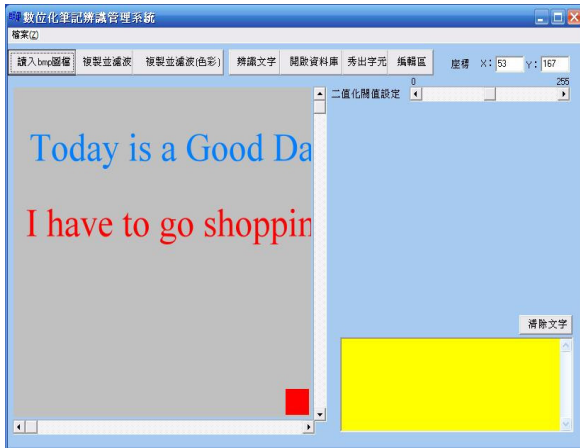 數位化筆記辨識管理系統
檔案(Z)
讀入bmp圖檔 複製並濾波 複製並濾波(色彩) 辨識文字 開啟資料庫 秀出字元 編輯區 座標 X: 53 Y: 167
0 255
二值化閥值設定
Today is a Good Da
I have to go shoppin
清除文字